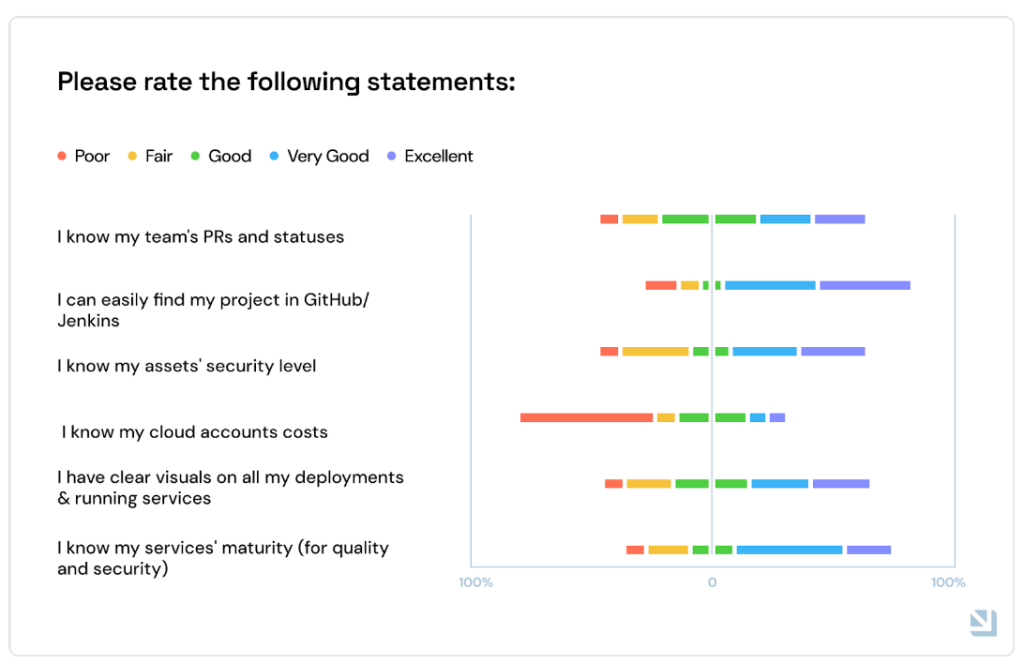 Please rate the following statements:
Poor Fair Good Very Good Excellent
I know my team's PRs and statuses
I can easily find my project in GitHub/
Jenkins
I know my assets' security level
I know my cloud accounts costs
I have clear visuals on all my deployments
& running services
I know my services' maturity (for quality
and security)
100% 0 100%